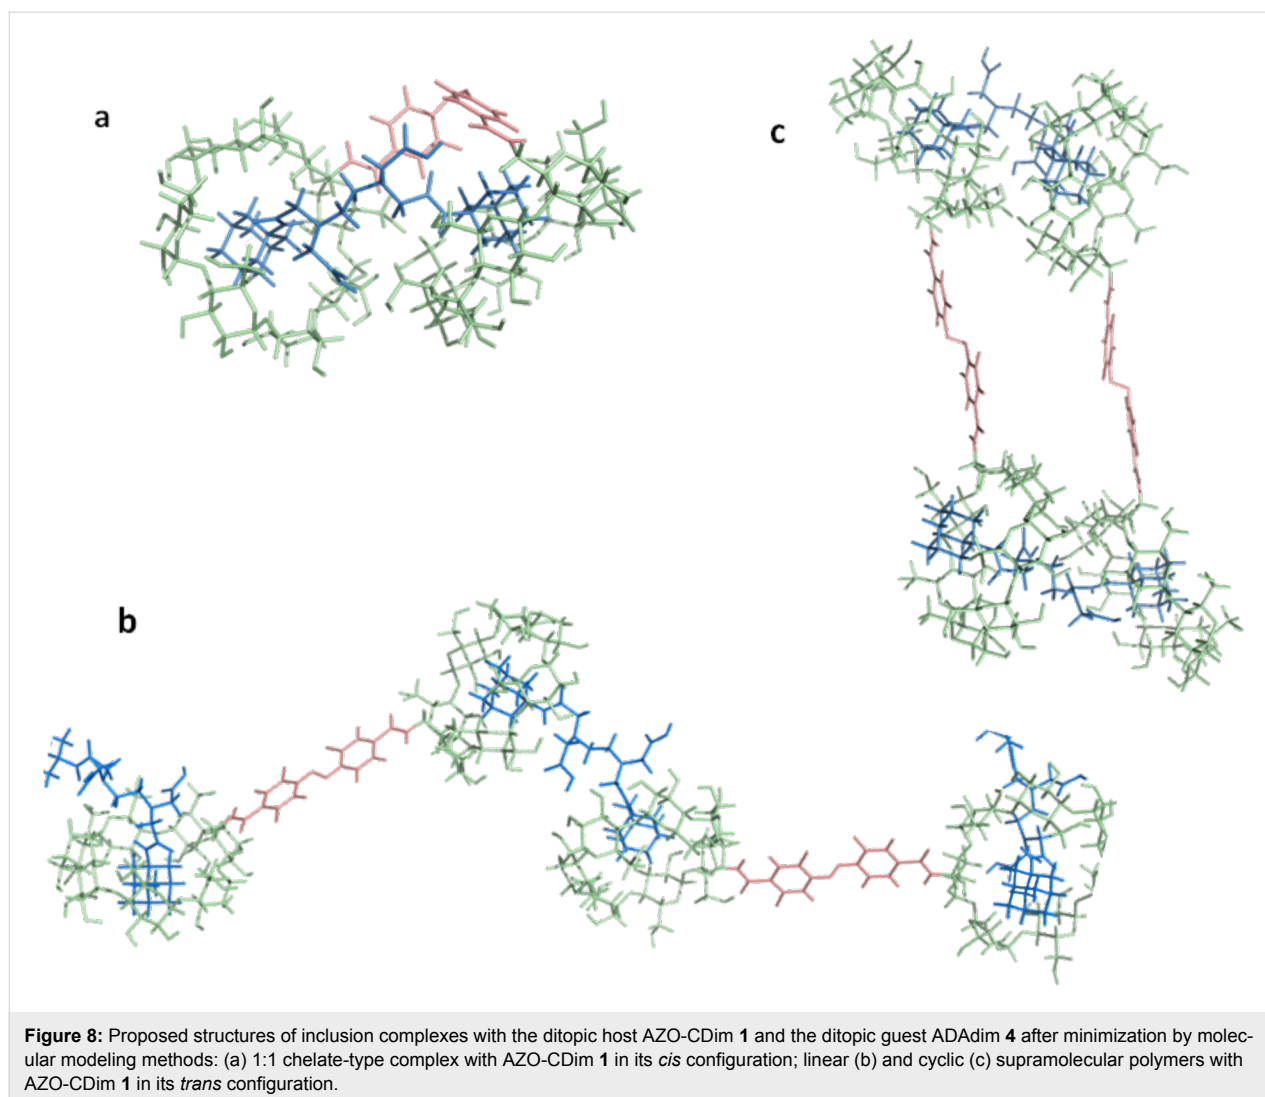 a
c
b
Figure 8: Proposed structures of inclusion complexes with the ditopic host AZO-CDim 1 and the ditopic guest ADAdim 4 after minimization by molec-
ular modeling methods: (a) 1:1 chelate-type complex with AZO-CDim 1 in its cis configuration; linear (b) and cyclic (c) supramolecular polymers with
AZO-CDim 1 in its trans configuration.